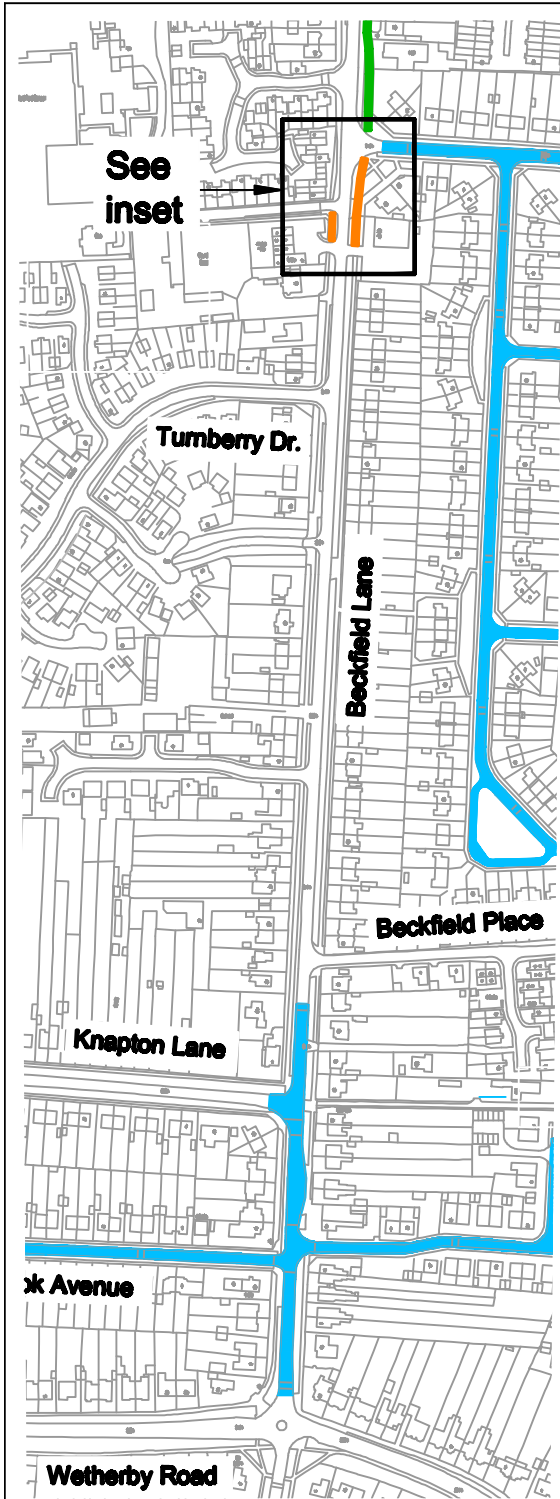 See
inset
Turnberry Dr.
Beckfield Lane
Beckfield Place
Knapton Lane
ok Avenue
Wetherby Road